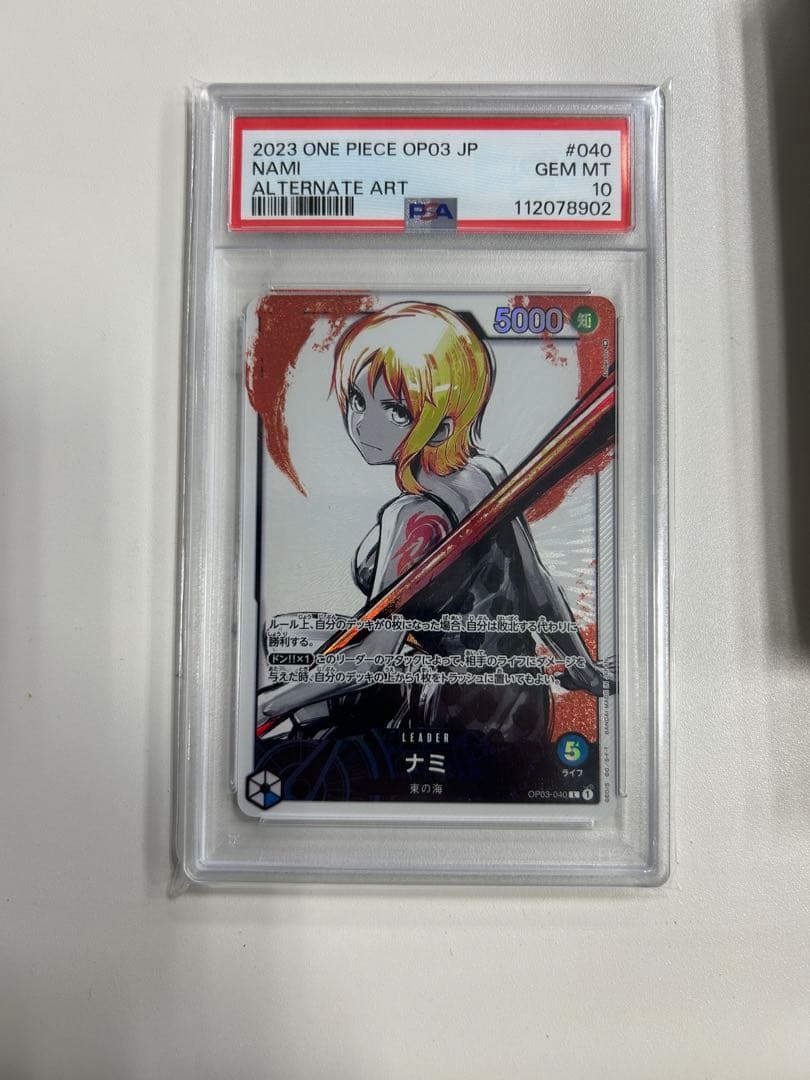 2023 ONE PIECE OP03 JP #040
NAMI GEM MT
ALTERNATE ART 10
PSA 112078902
5000 知
ルール上、自分のデッキが0枚になった場合、自分は敗北する代わりに
勝利する。
ドン!!×1 このリーダーのアタックによって、相手のライフにダメージを
与えた時、自分のデッキの上から1枚をトラッシュに置いてもよい。
LEADER
ナミ
東の海
5
ライフ
OP03-040 L 1